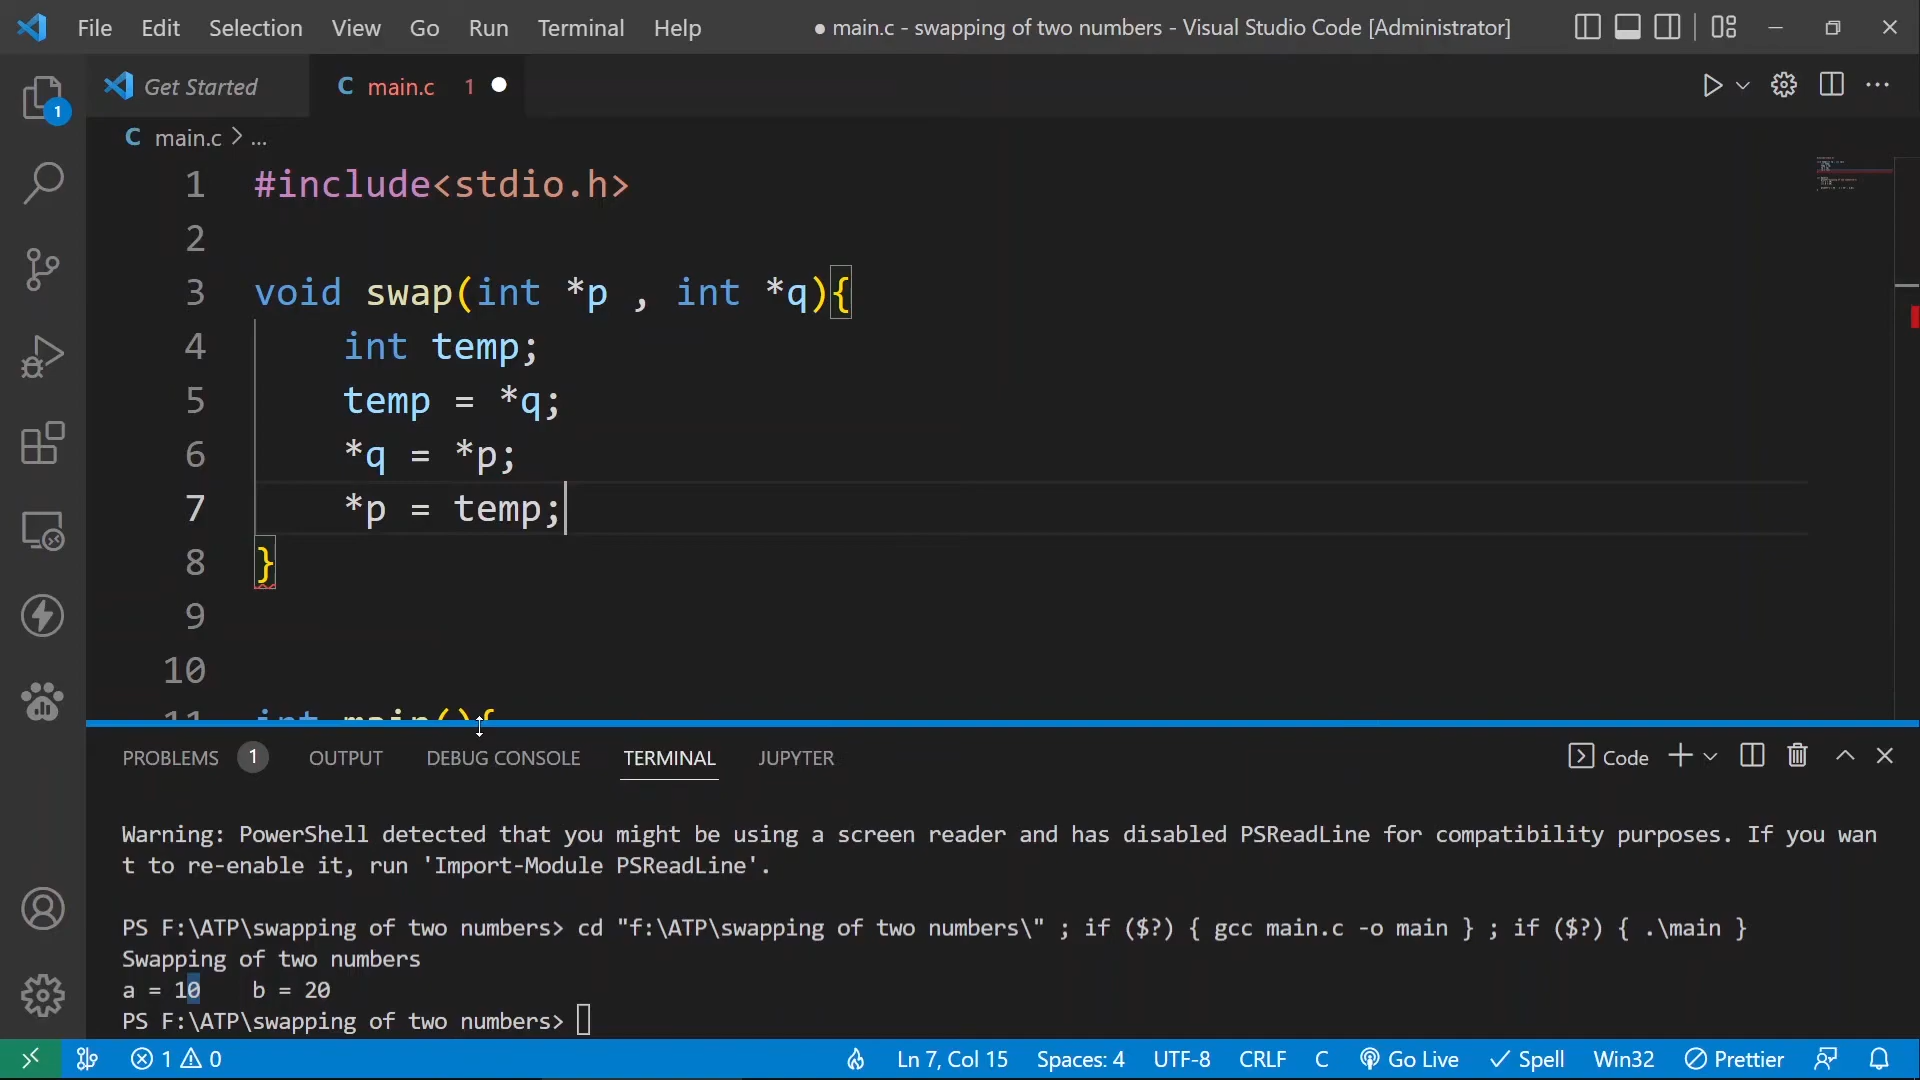 File Edit Selection View Go Run Terminal Help ● main.c - swapping of two numbers - Visual Studio Code [Administrator]
1
Get Started C main.c 1
C main.c > ...
1 #include<stdio.h>
2
3 void swap(int *p , int *q){
4 int temp;
5 temp = *q;
6 *q = *p;
7 *p = temp;
8 }
9
10
11 int main(){
PROBLEMS 1 OUTPUT DEBUG CONSOLE TERMINAL JUPYTER Code
Warning: PowerShell detected that you might be using a screen reader and has disabled PSReadLine for compatibility purposes. If you wan
t to re-enable it, run 'Import-Module PSReadLine'.
PS F:\ATP\swapping of two numbers> cd "f:\ATP\swapping of two numbers\" ; if ($?) { gcc main.c -o main } ; if ($?) { .\main }
Swapping of two numbers
a = 10 b = 20
PS F:\ATP\swapping of two numbers>
1 0 Ln 7, Col 15 Spaces: 4 UTF-8 CRLF C Go Live Spell Win32 Prettier